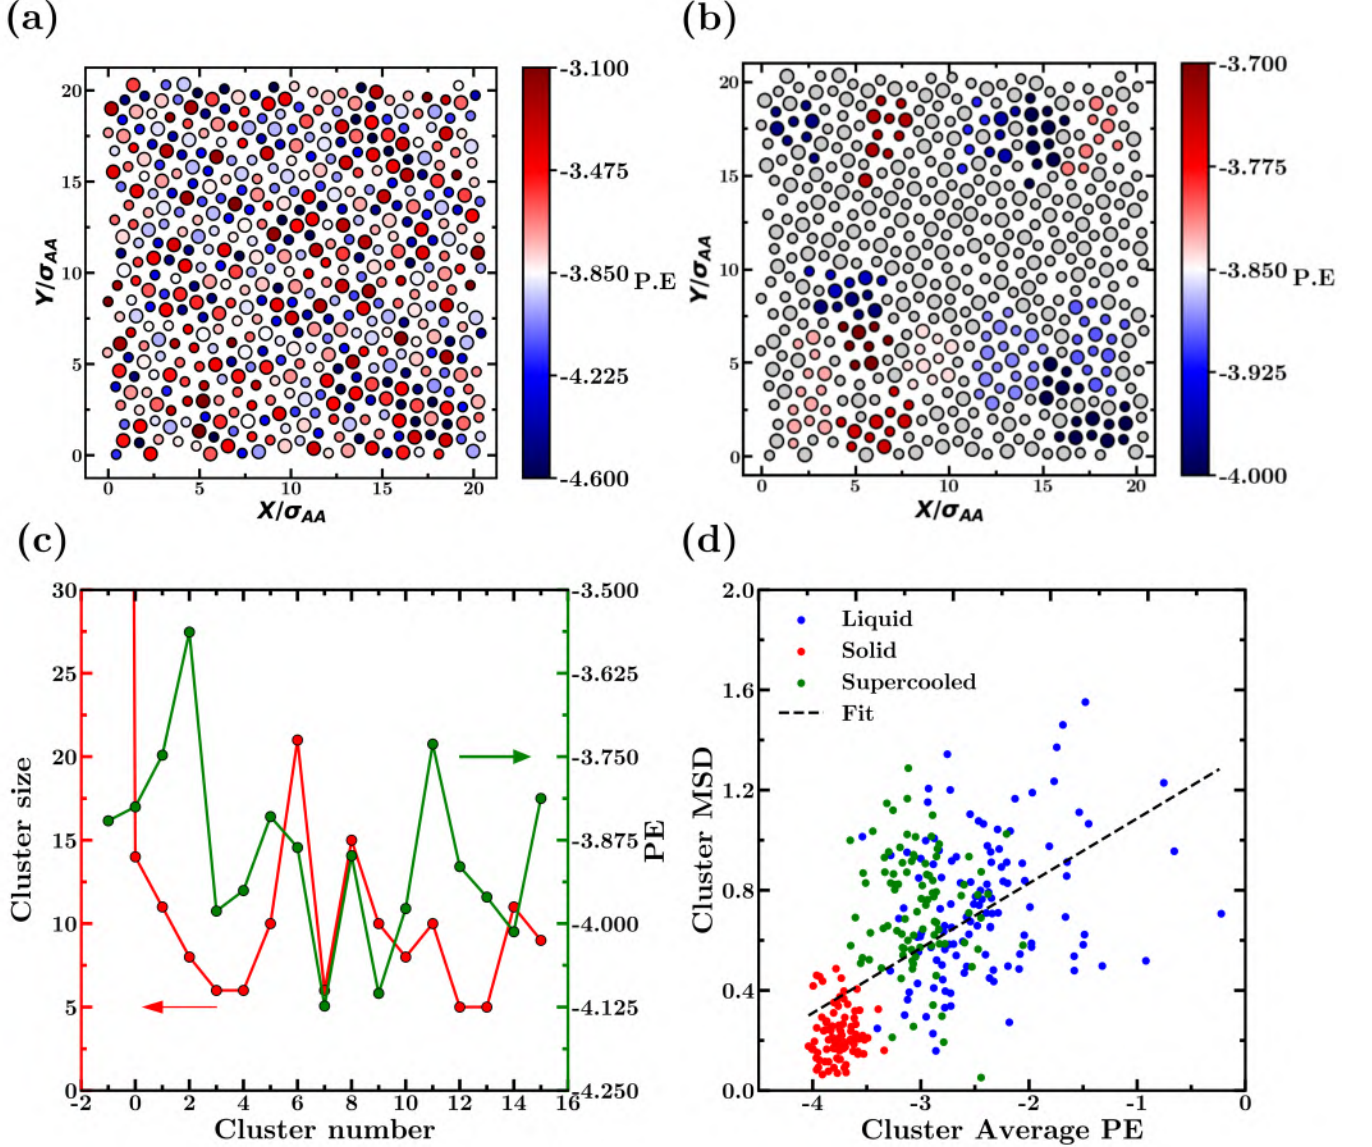 (a)
-3.100
-3.475
-3.850
P.E
-4.225
-4.600
20
15
10
5
0
Y/σAA
0 5 10 15 20
X/σAA
(b)
-3.700
-3.775
-3.850
P.E
-3.925
-4.000
20
15
10
5
0
Y/σAA
0 5 10 15 20
X/σAA
(c)
30
25
20
15
10
5
0
Cluster size
-3.500
-3.625
-3.750
-3.875
-4.000
-4.125
-4.250
PE
-2 0 2 4 6 8 10 12 14 16
Cluster number
(d)
2.0
1.6
1.2
0.8
0.4
0.0
Cluster MSD
Liquid
Solid
Supercooled
Fit
-4 -3 -2 -1 0
Cluster Average PE